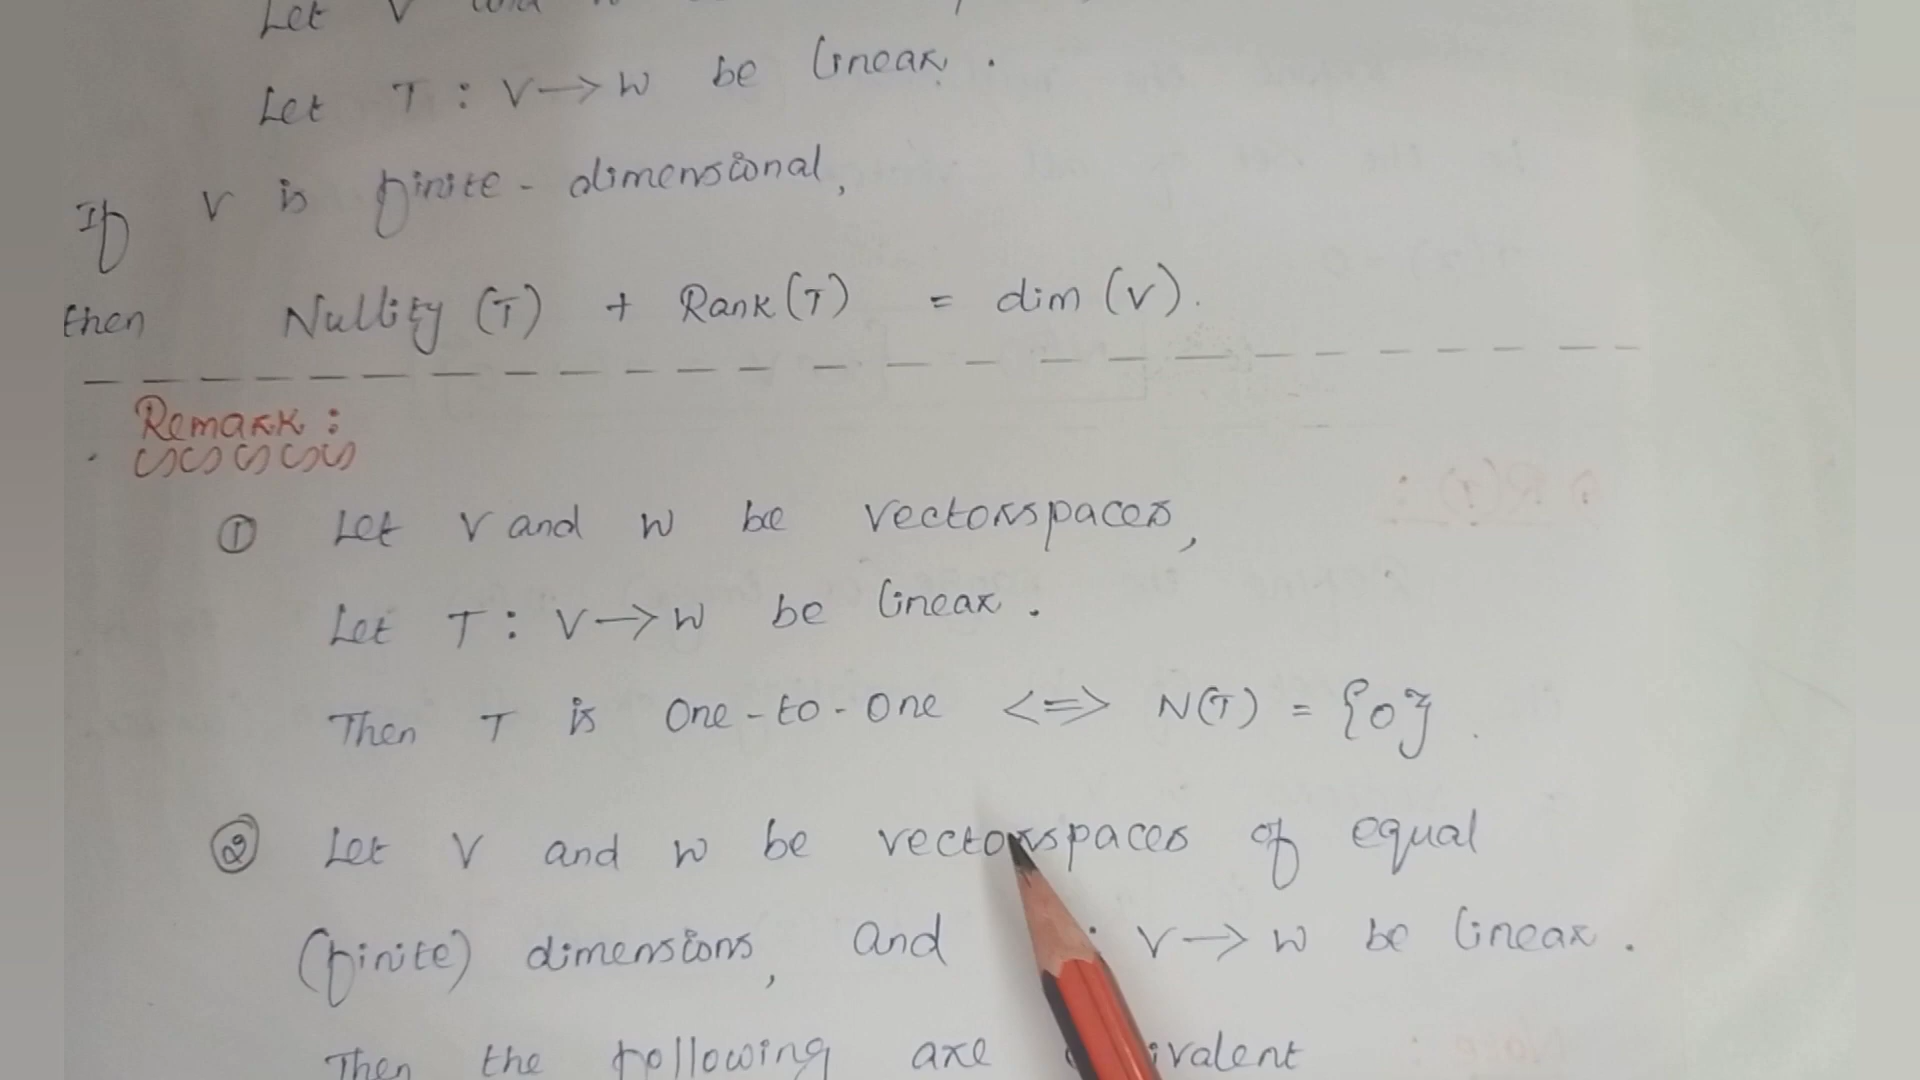 Let V and W
Let T : V → W be linear.
If V is finite-dimensional,
then Nullity (T) + Rank (T) = dim (V).
Remark :
① Let V and W be vectorspaces,
Let T : V → W be linear.
Then T is One-to-One <=> N(T) = {0}.
② Let V and W be vectorspaces of equal
(finite) dimensions, and : V → W be linear.
Then the following are